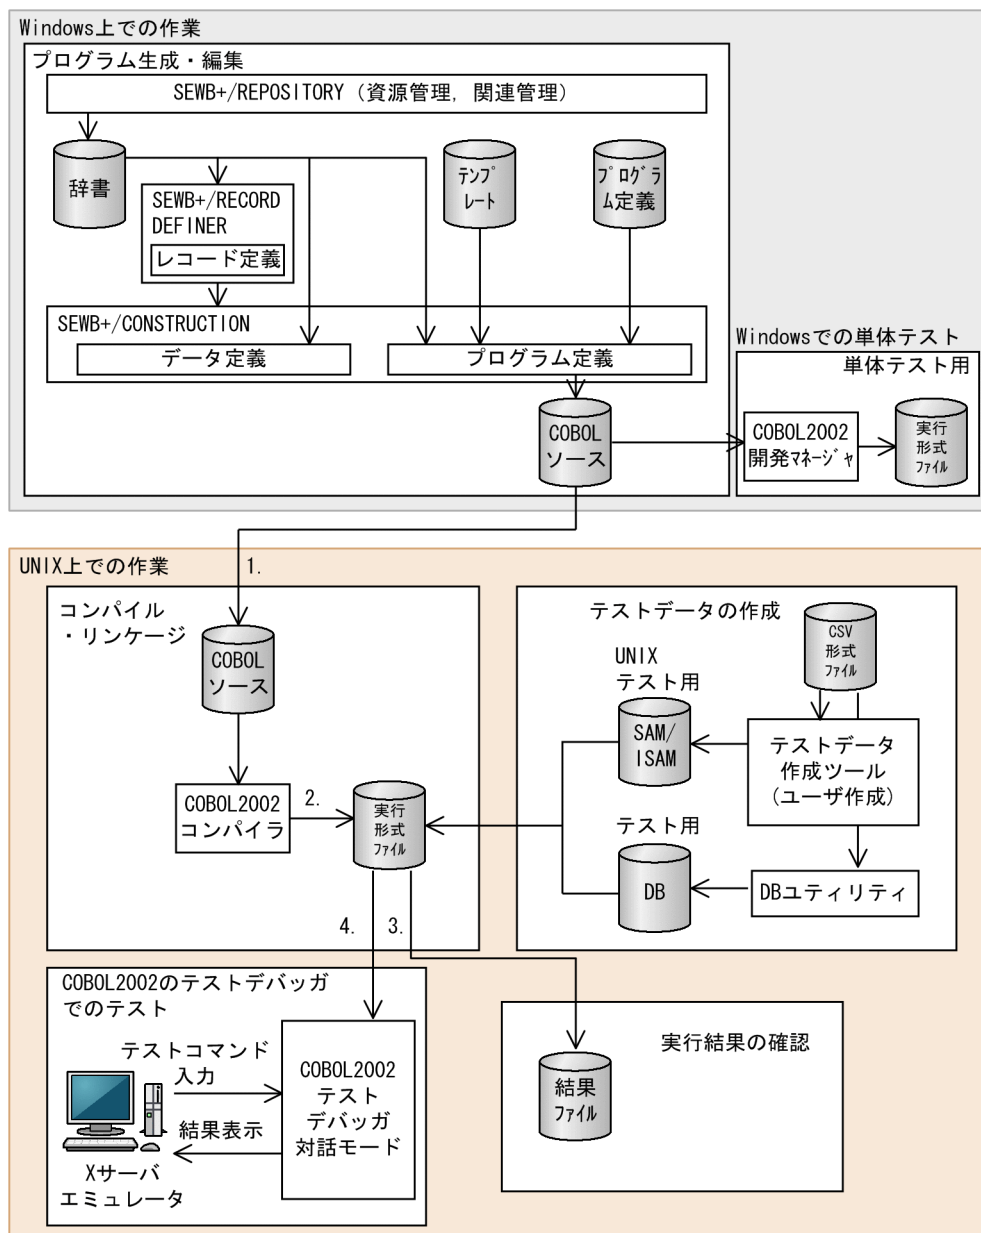 Windows上での作業
プログラム生成・編集
SEWB+/REPOSITORY（資源管理，関連管理）
辞書
SEWB+/RECORD
DEFINER
レコード定義
テンプ
レート
プログラ
ム定義
SEWB+/CONSTRUCTION
データ定義
プログラム定義
COBOL
ソース
Windowsでの単体テスト
単体テスト用
COBOL2002
開発マネージャ
実行
形式
ファイル
UNIX上での作業
1.
コンパイル
・リンケージ
COBOL
ソース
COBOL2002
コンパイラ
2.
実行
形式
ファイル
4.
3.
テストデータの作成
CSV
形式
ファイル
UNIX
テスト用
SAM/
ISAM
テストデータ
作成ツール
(ユーザ作成)
テスト用
DB
DBユティリティ
COBOL2002のテストデバッガ
でのテスト
テストコマンド
入力
結果表示
Xサーバ
エミュレータ
COBOL2002
テスト
デバッガ
対話モード
実行結果の確認
結果
ファイル